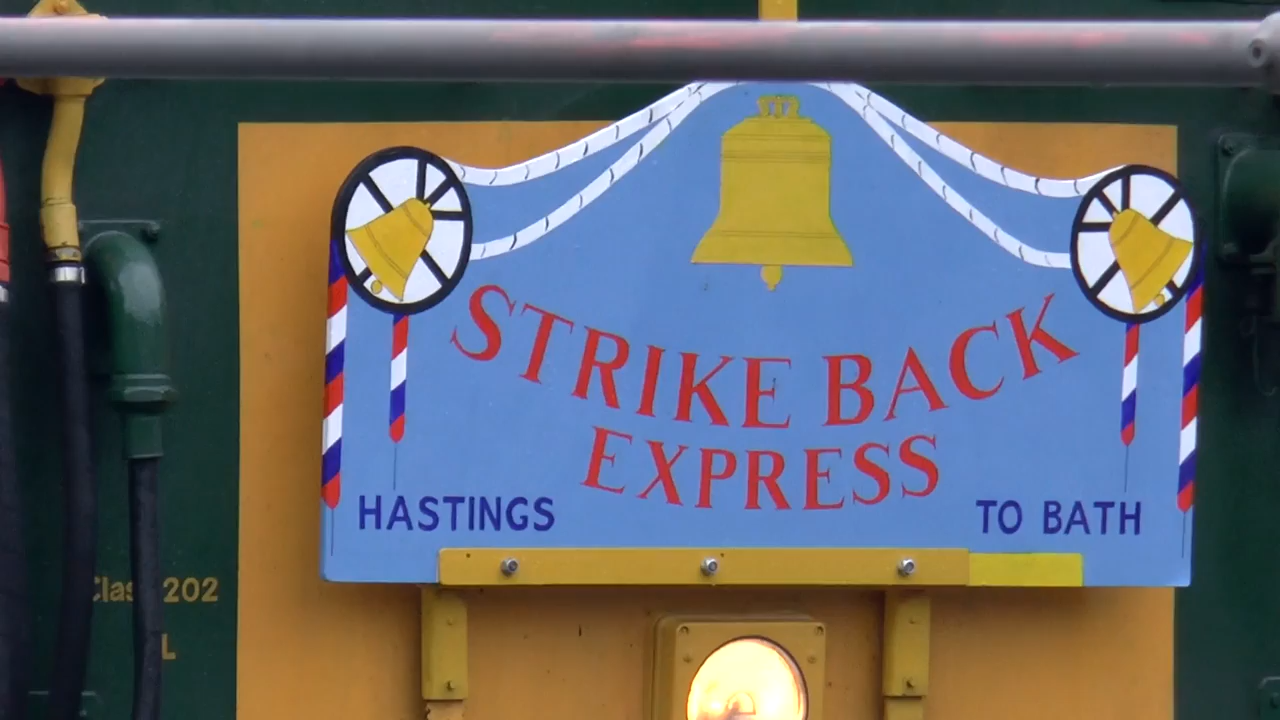 STRIKE BACK
EXPRESS
HASTINGS TO BATH
Class 202
L